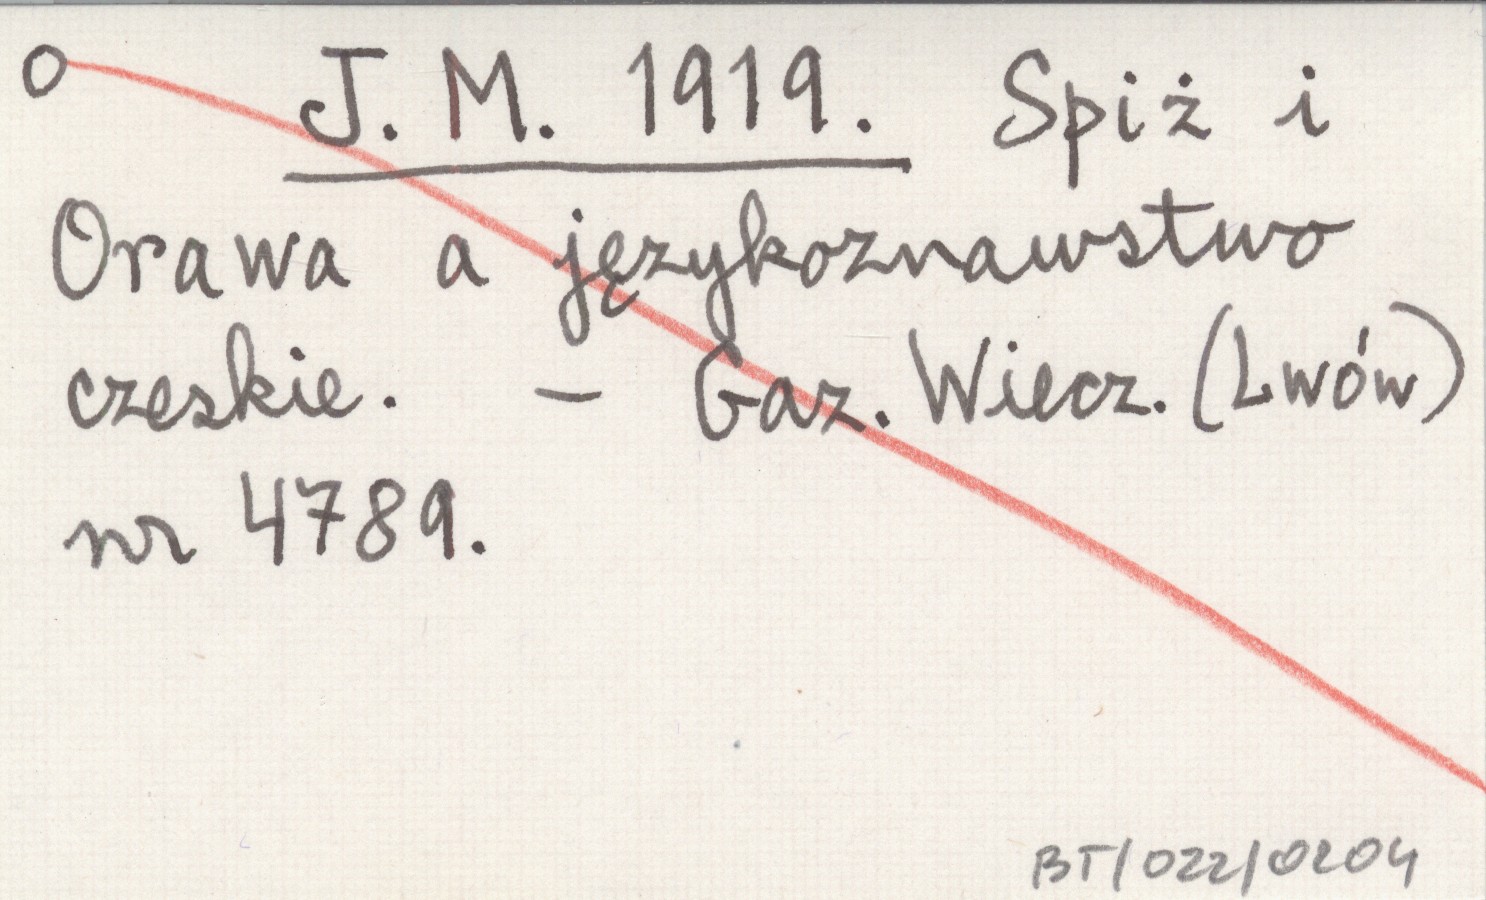 O J. M. 1919. Spiż i
Orawa a językoznawstwo
czeskie. – Gaz. Wiecz. (Lwów)
nr 4789.
BT/022/0204